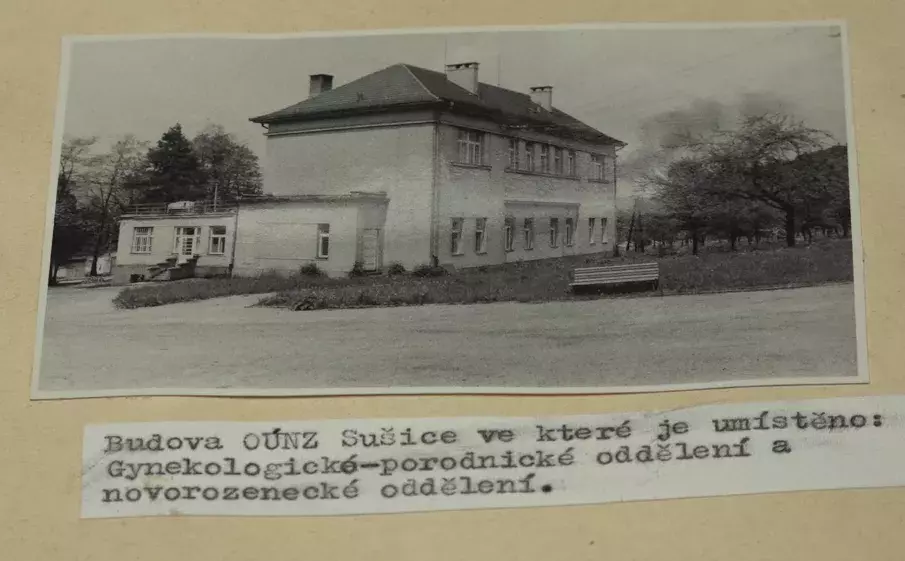 Budova OÚNZ Sušice ve které je umístěno:
Gynekologické-porodnické oddělení a
novorozenecké oddělení.